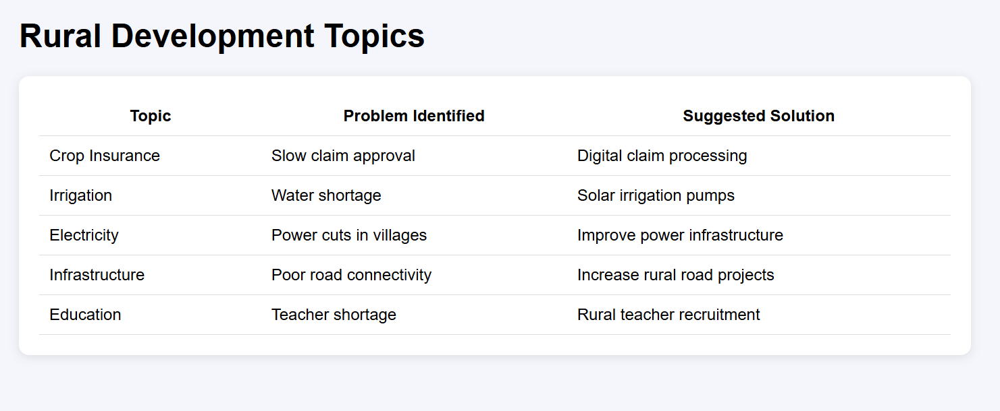 Rural Development Topics
Topic Problem Identified Suggested Solution
Crop Insurance Slow claim approval Digital claim processing
Irrigation Water shortage Solar irrigation pumps
Electricity Power cuts in villages Improve power infrastructure
Infrastructure Poor road connectivity Increase rural road projects
Education Teacher shortage Rural teacher recruitment